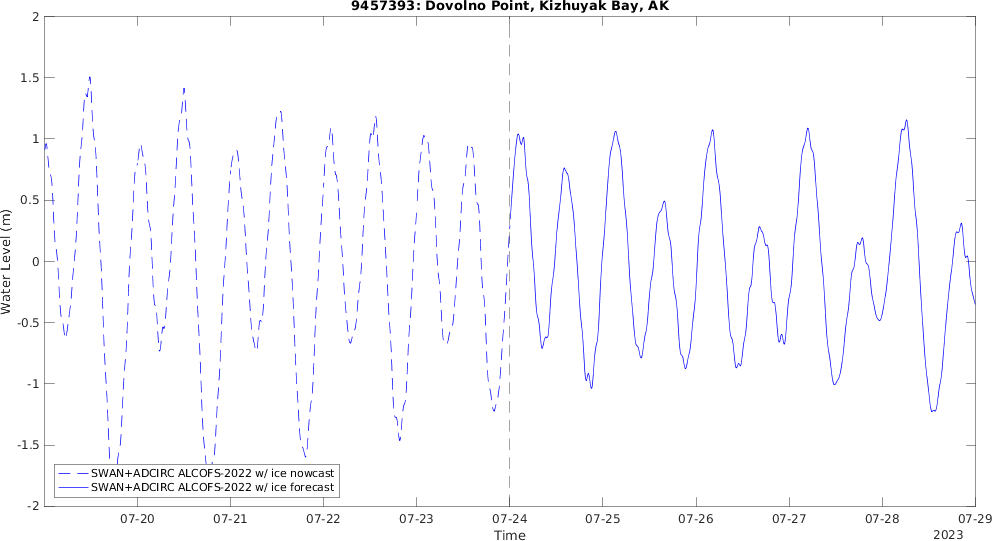 9457393: Dovolno Point, Kizhuyak Bay, AK
2
1.5
1
0.5
0
-0.5
-1
-1.5
-2
Water Level (m)
SWAN+ADCIRC ALCOFS-2022 w/ ice nowcast
SWAN+ADCIRC ALCOFS-2022 w/ ice forecast
07-20 07-21 07-22 07-23 07-24 07-25 07-26 07-27 07-28 07-29
Time
2023